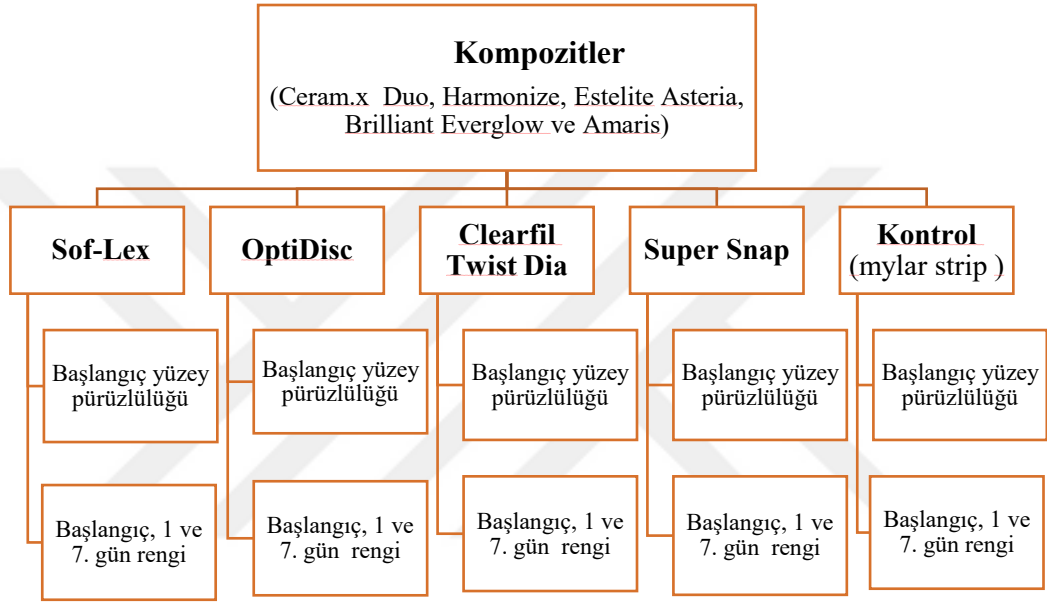 Kompozitler
(Ceram.x Duo, Harmonize, Estelite Asteria,
Brilliant Everglow ve Amaris)
Sof-Lex
Başlangıç yüzey
pürüzlülüğü
Başlangıç, 1 ve
7. gün rengi
OptiDisc
Başlangıç yüzey
pürüzlülüğü
Başlangıç, 1 ve
7. gün rengi
Clearfil
Twist Dia
Başlangıç yüzey
pürüzlülüğü
Başlangıç, 1 ve
7. gün rengi
Super Snap
Başlangıç yüzey
pürüzlülüğü
Başlangıç, 1 ve
7. gün rengi
Kontrol
(mylar strip )
Başlangıç yüzey
pürüzlülüğü
Başlangıç, 1 ve
7. gün rengi